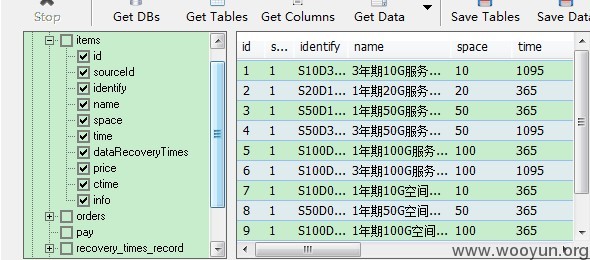 Stop Get DBs Get Tables Get Columns Get Data Save Tables Save Data
items
id
sourceId
identify
name
space
time
dataRecoveryTimes
price
ctime
info
orders
pay
recovery_times_record
id s... identify name space time
1 1 S10D3... 3年期10G服务... 10 1095
2 1 S20D1... 1年期20G服务... 20 365
3 1 S50D1... 1年期50G服务... 50 365
4 1 S50D3... 3年期50G服务... 50 1095
5 1 S100D... 1年期100G服务... 100 365
6 1 S100D... 3年期100G服务... 100 1095
7 1 S10D0... 1年期10G空间... 10 365
8 1 S50D0... 1年期50G空间... 50 365
9 1 S100D... 1年期100G空间... 100 365
www.wooyun.org